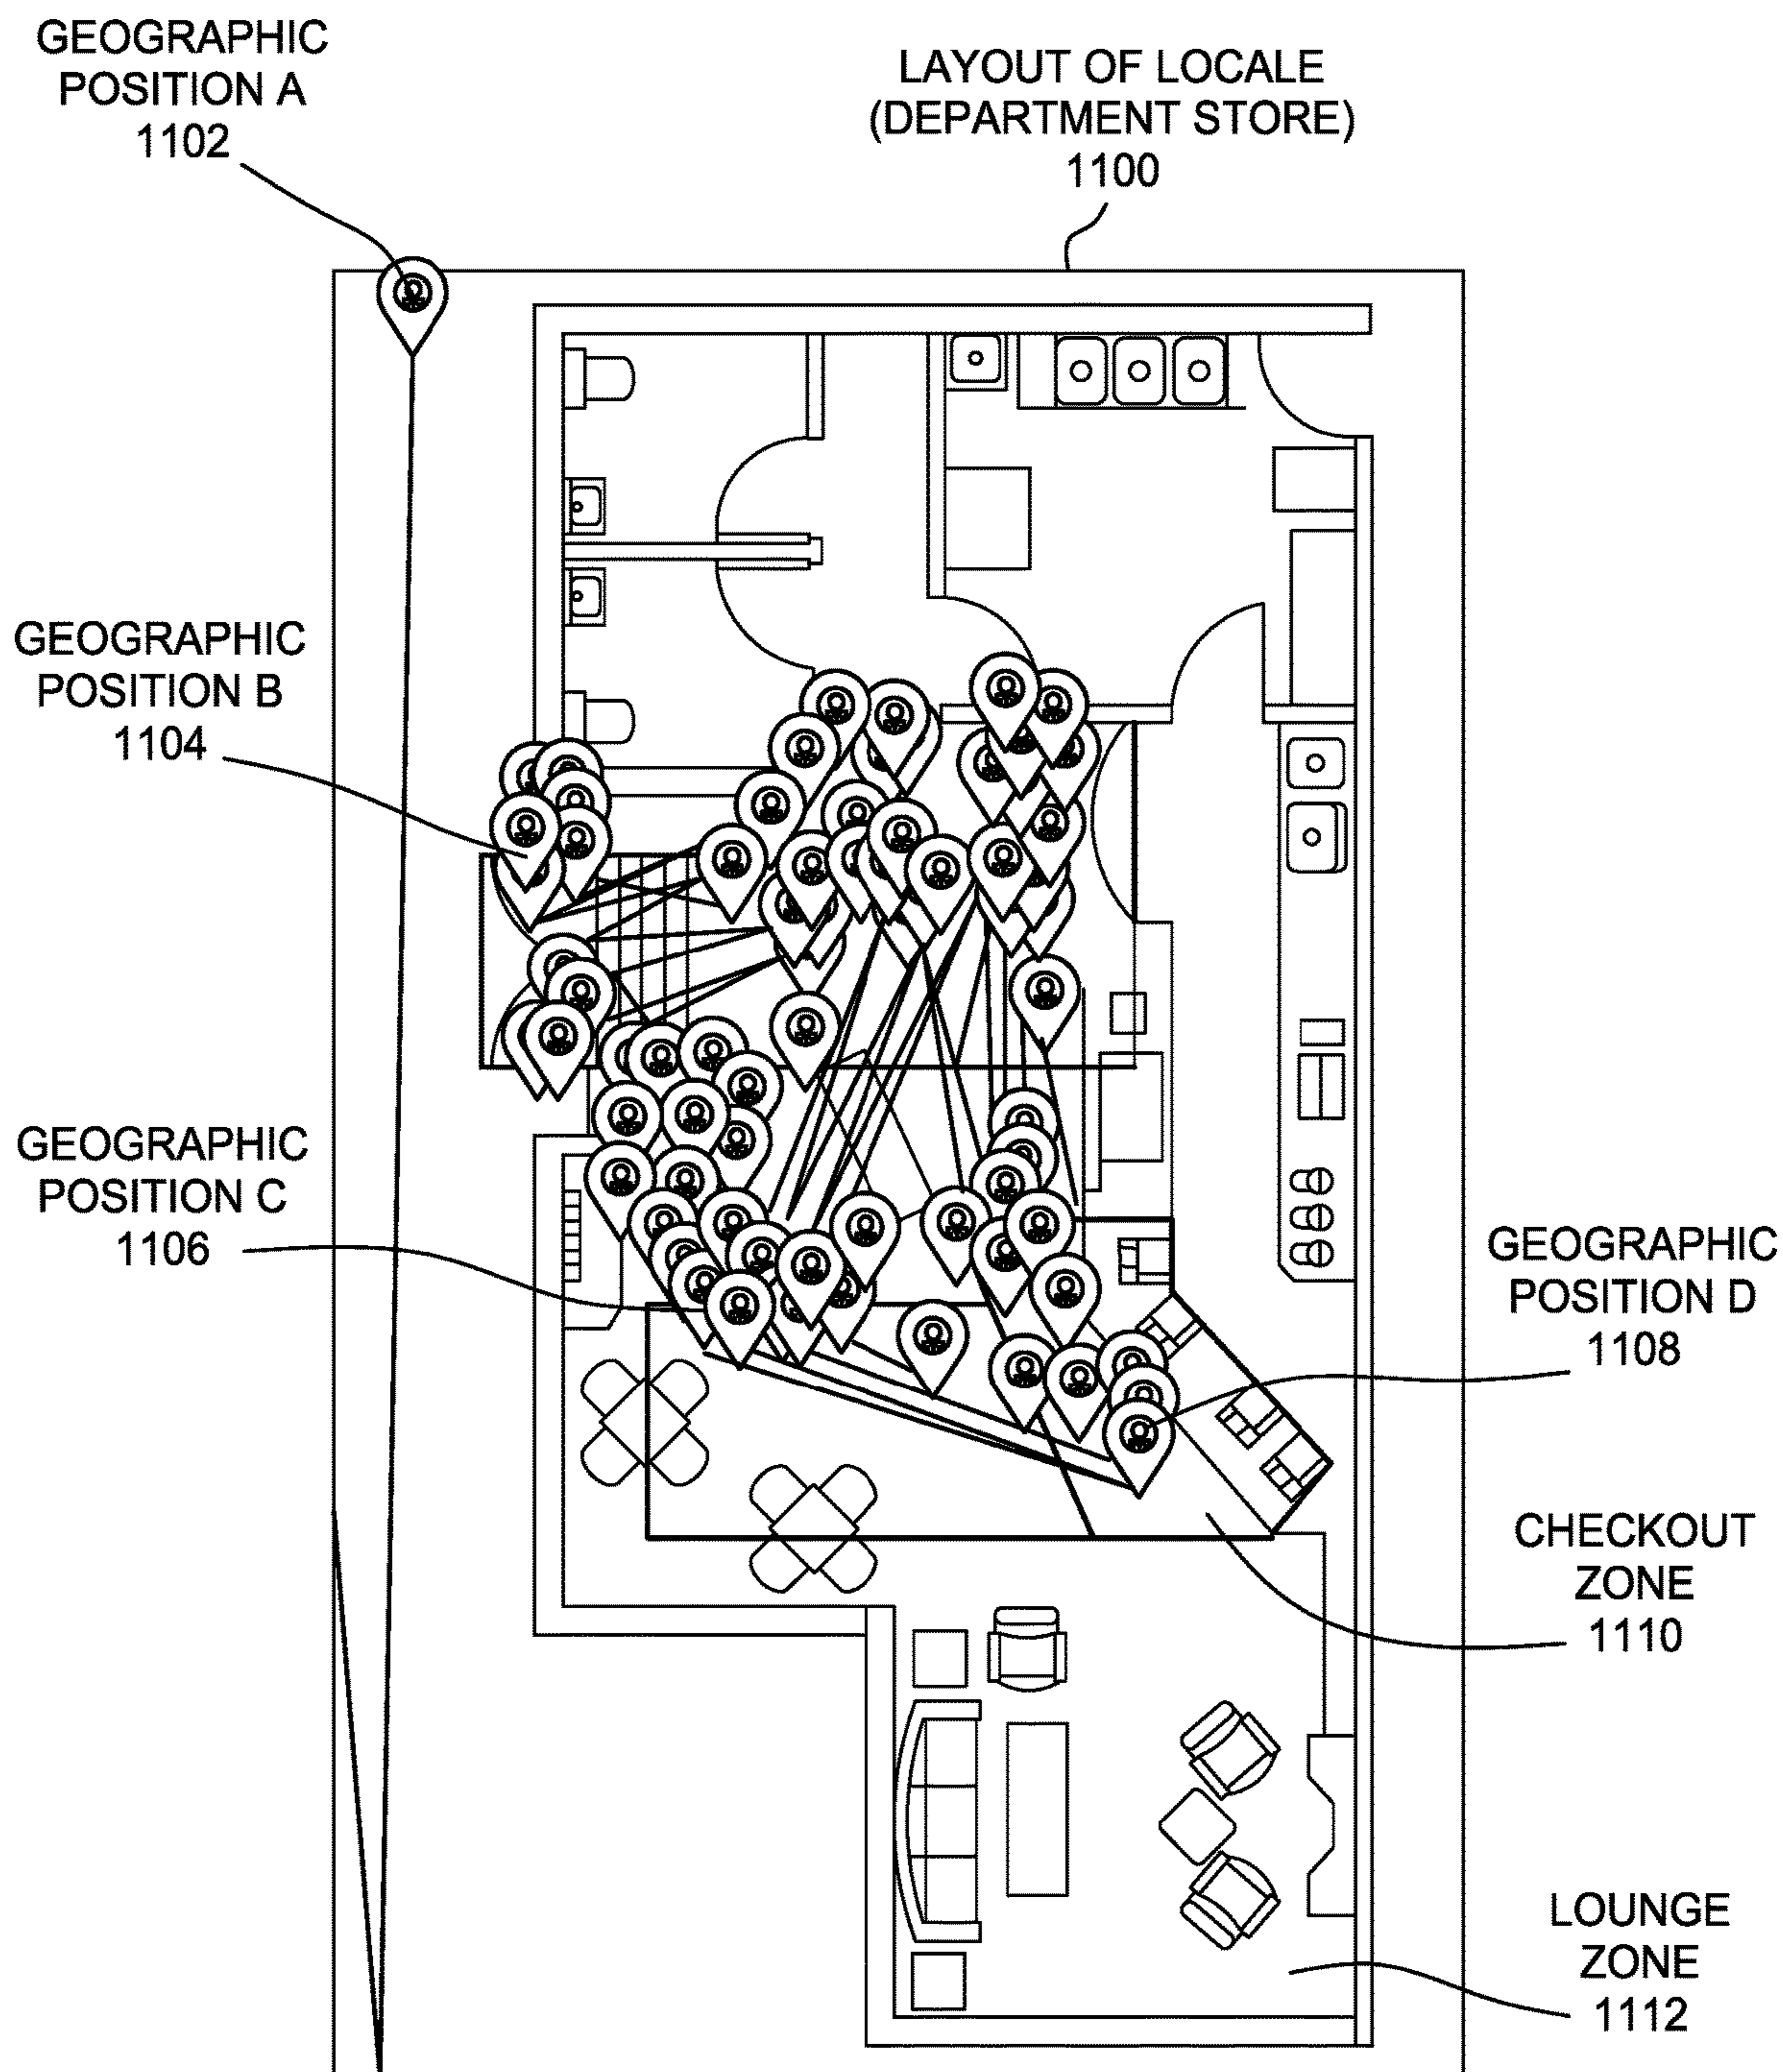 GEOGRAPHIC
POSITION A
1102
LAYOUT OF LOCALE
(DEPARTMENT STORE)
1100
GEOGRAPHIC
POSITION B
1104
GEOGRAPHIC
POSITION C
1106
GEOGRAPHIC
POSITION D
1108
CHECKOUT
ZONE
1110
LOUNGE
ZONE
1112